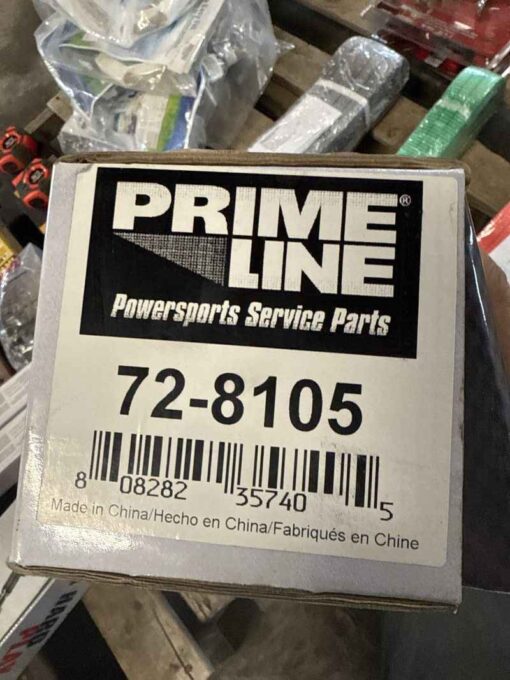 PRIME®
LINE
Powersports Service Parts
72-8105
8 08282 35740 5
Made in China/Hecho en China/Fabriqués en Chine